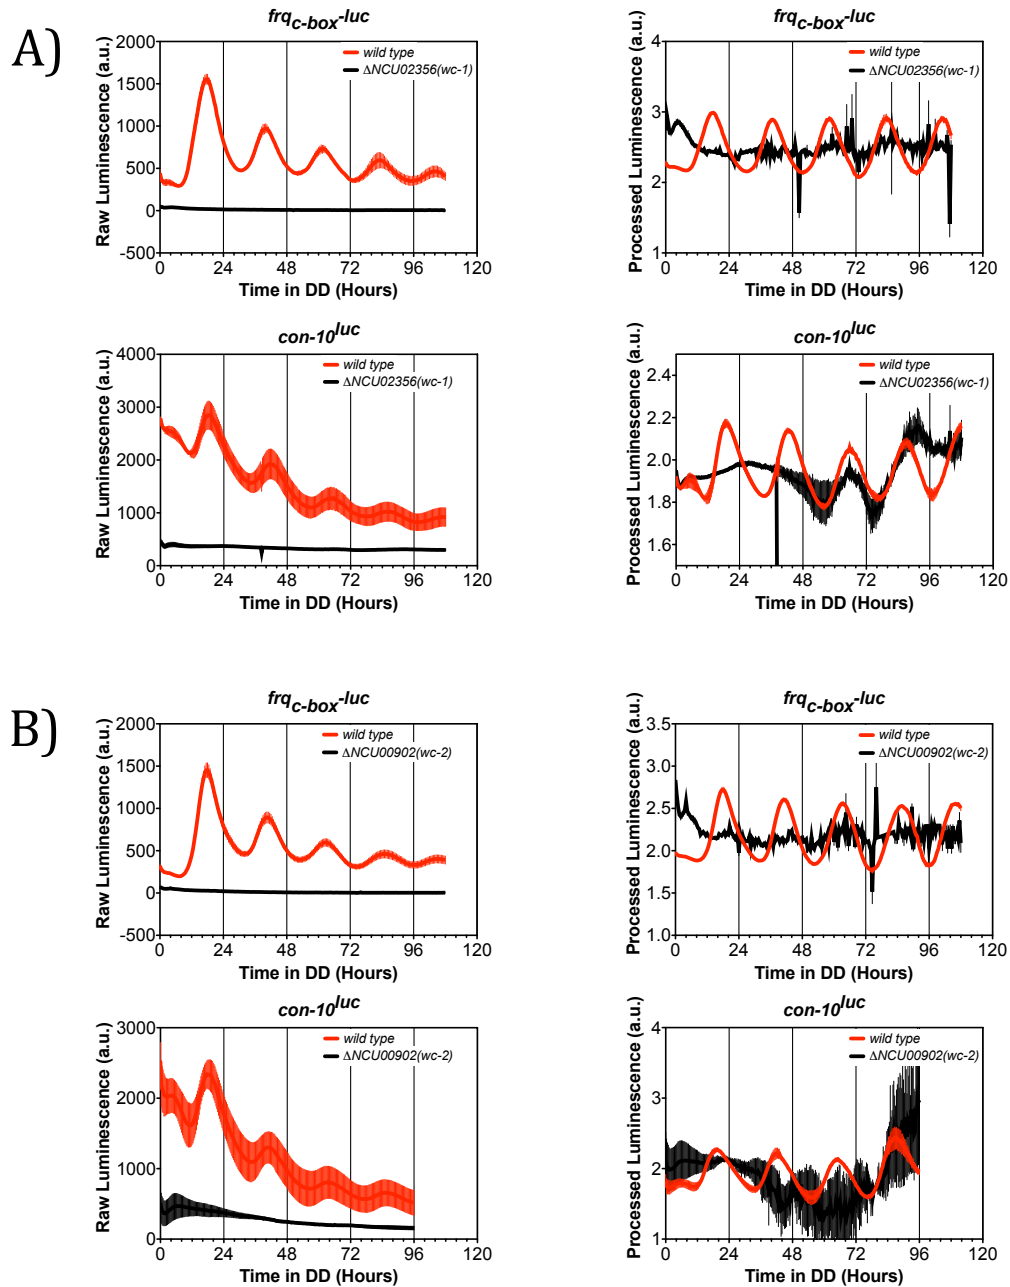 A)
frqc-box-luc
Raw Luminescence (a.u.)
2000
1500
1000
500
0
-500
wild type
ΔNCU02356(wc-1)
0 24 48 72 96 120
Time in DD (Hours)
frqc-box-luc
Processed Luminescence (a.u.)
4
3
2
1
wild type
ΔNCU02356(wc-1)
0 24 48 72 96 120
Time in DD (Hours)
con-10luc
Raw Luminescence (a.u.)
4000
3000
2000
1000
0
wild type
ΔNCU02356(wc-1)
0 24 48 72 96 120
Time in DD (Hours)
con-10luc
Processed Luminescence (a.u.)
2.4
2.2
2.0
1.8
1.6
wild type
ΔNCU02356(wc-1)
0 24 48 72 96 120
Time in DD (Hours)
B)
frqc-box-luc
Raw Luminescence (a.u.)
2000
1500
1000
500
0
-500
wild type
ΔNCU00902(wc-2)
0 24 48 72 96 120
Time in DD (Hours)
frqc-box-luc
Processed Luminescence (a.u.)
3.5
3.0
2.5
2.0
1.5
1.0
wild type
ΔNCU00902(wc-2)
0 24 48 72 96 120
Time in DD (Hours)
con-10luc
Raw Luminescence (a.u.)
3000
2000
1000
0
wild type
ΔNCU00902(wc-2)
0 24 48 72 96 120
Time in DD (Hours)
con-10luc
Processed Luminescence (a.u.)
4
3
2
1
wild type
ΔNCU00902(wc-2)
0 24 48 72 96 120
Time in DD (Hours)